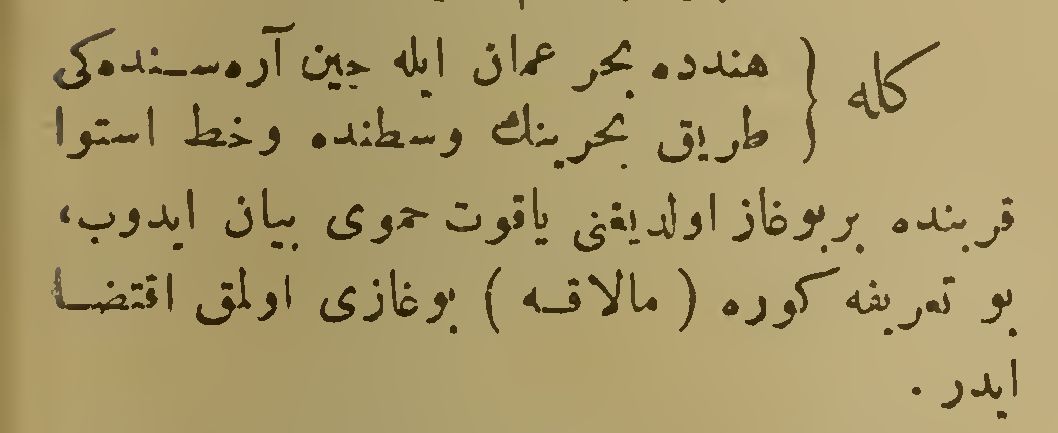 كله { هندده بحر عمان ايله چين آره‌سنده‌كى
طريق بحرينك وسطنده وخط استوا
قربنده بر بوغاز اولديغنى ياقوت حموى بيان ايدوب،
بو تعريفه كوره ( مالاقه ) بوغازى اولمق اقتضا
ايدر .